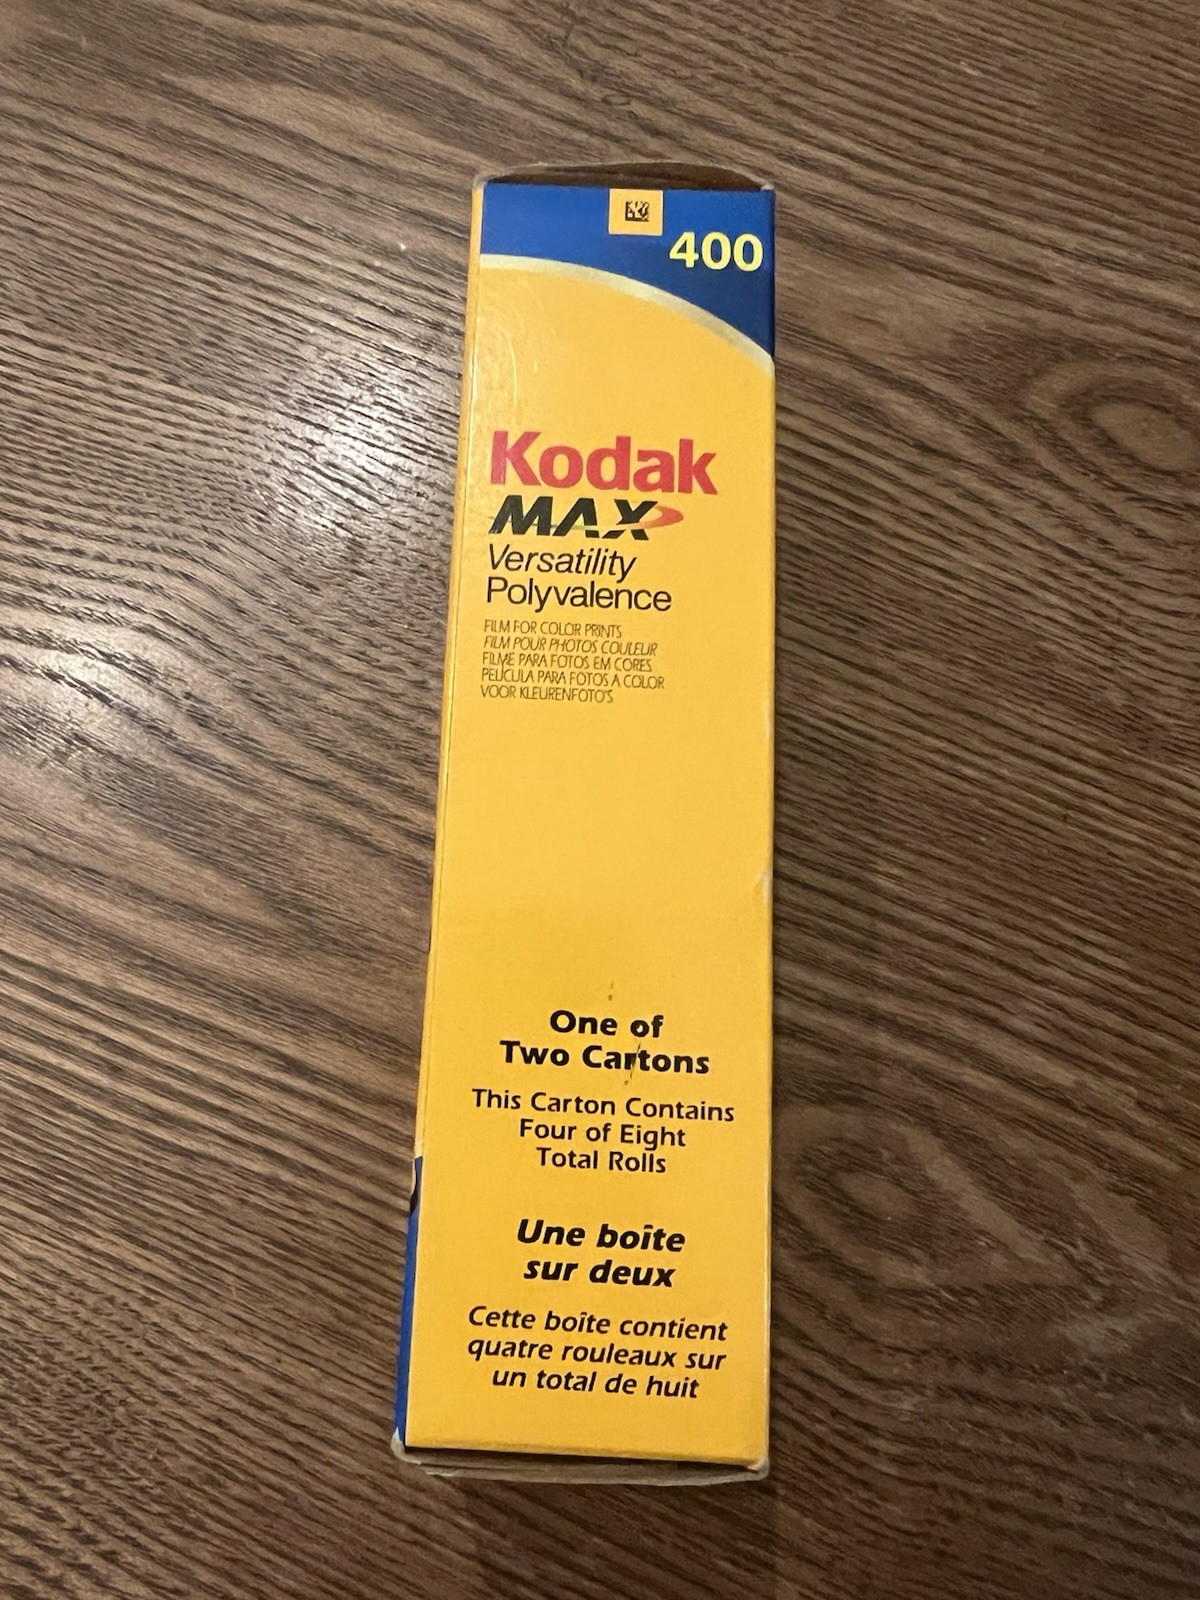 400
Kodak
MAX
Versatility
Polyvalence
FILM FOR COLOR PRINTS
FILM POUR PHOTOS COULEUR
FILME PARA FOTOS EM CORES
PELICULA PARA FOTOS A COLOR
VOOR KLEURENFOTO'S
One of
Two Cartons
This Carton Contains
Four of Eight
Total Rolls
Une boîte
sur deux
Cette boîte contient
quatre rouleaux sur
un total de huit